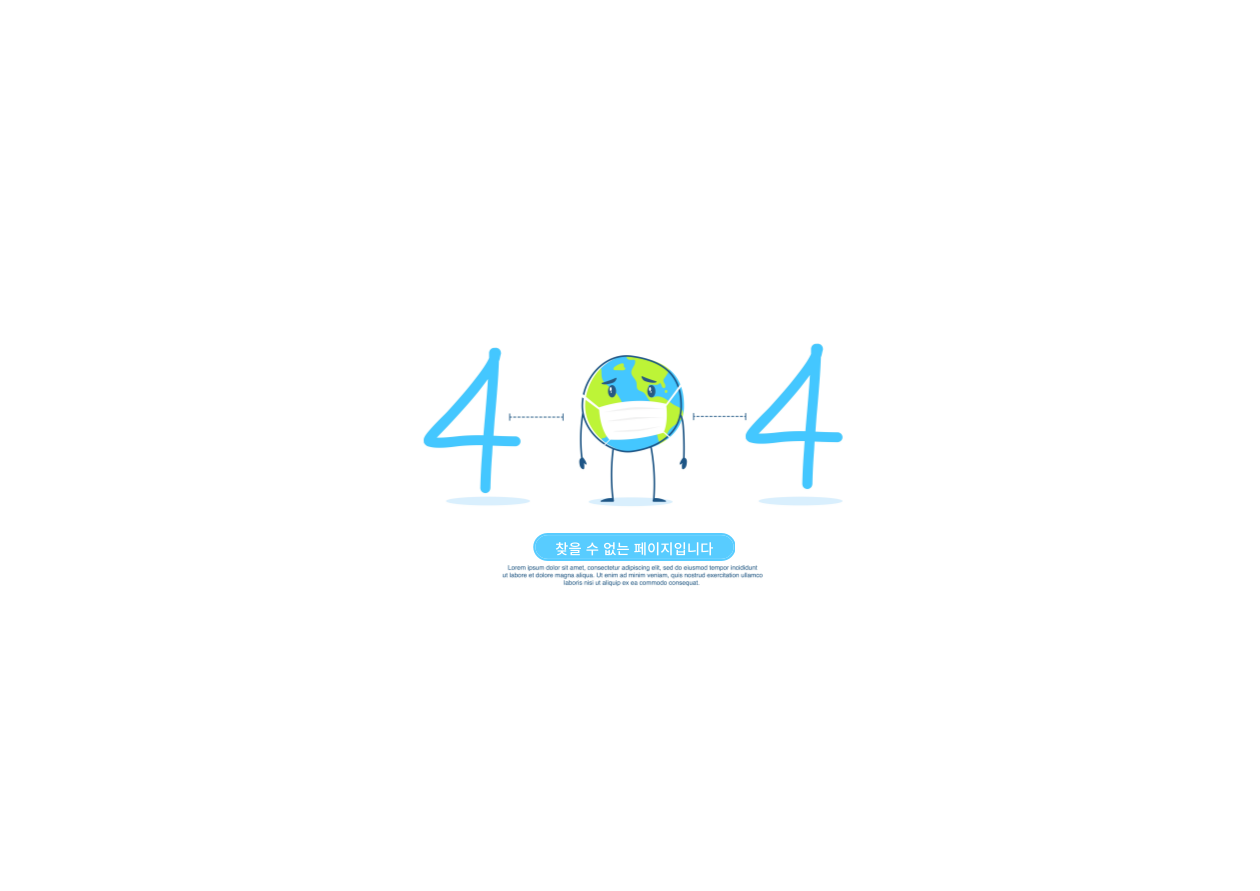 4 4
찾을 수 없는 페이지입니다
Lorem ipsum dolor sit amet, consectetur adipiscing elit, sed do eiusmod tempor incididunt
ut labore et dolore magna aliqua. Ut enim ad minim veniam, quis nostrud exercitation ullamco
laboris nisi ut aliquip ex ea commodo consequat.